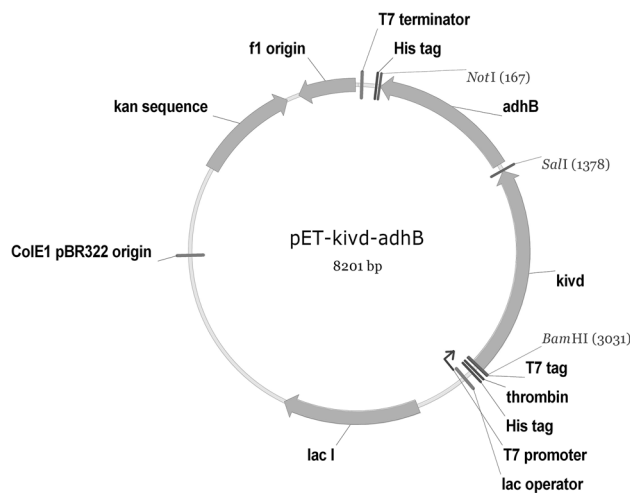 T7 terminator
f1 origin
His tag
NotI (167)
kan sequence
adhB
SalI (1378)
pET-kivd-adhB
ColE1 pBR322 origin
8201 bp
kivd
BamHI (3031)
T7 tag
thrombin
His tag
lac I
T7 promoter
lac operator